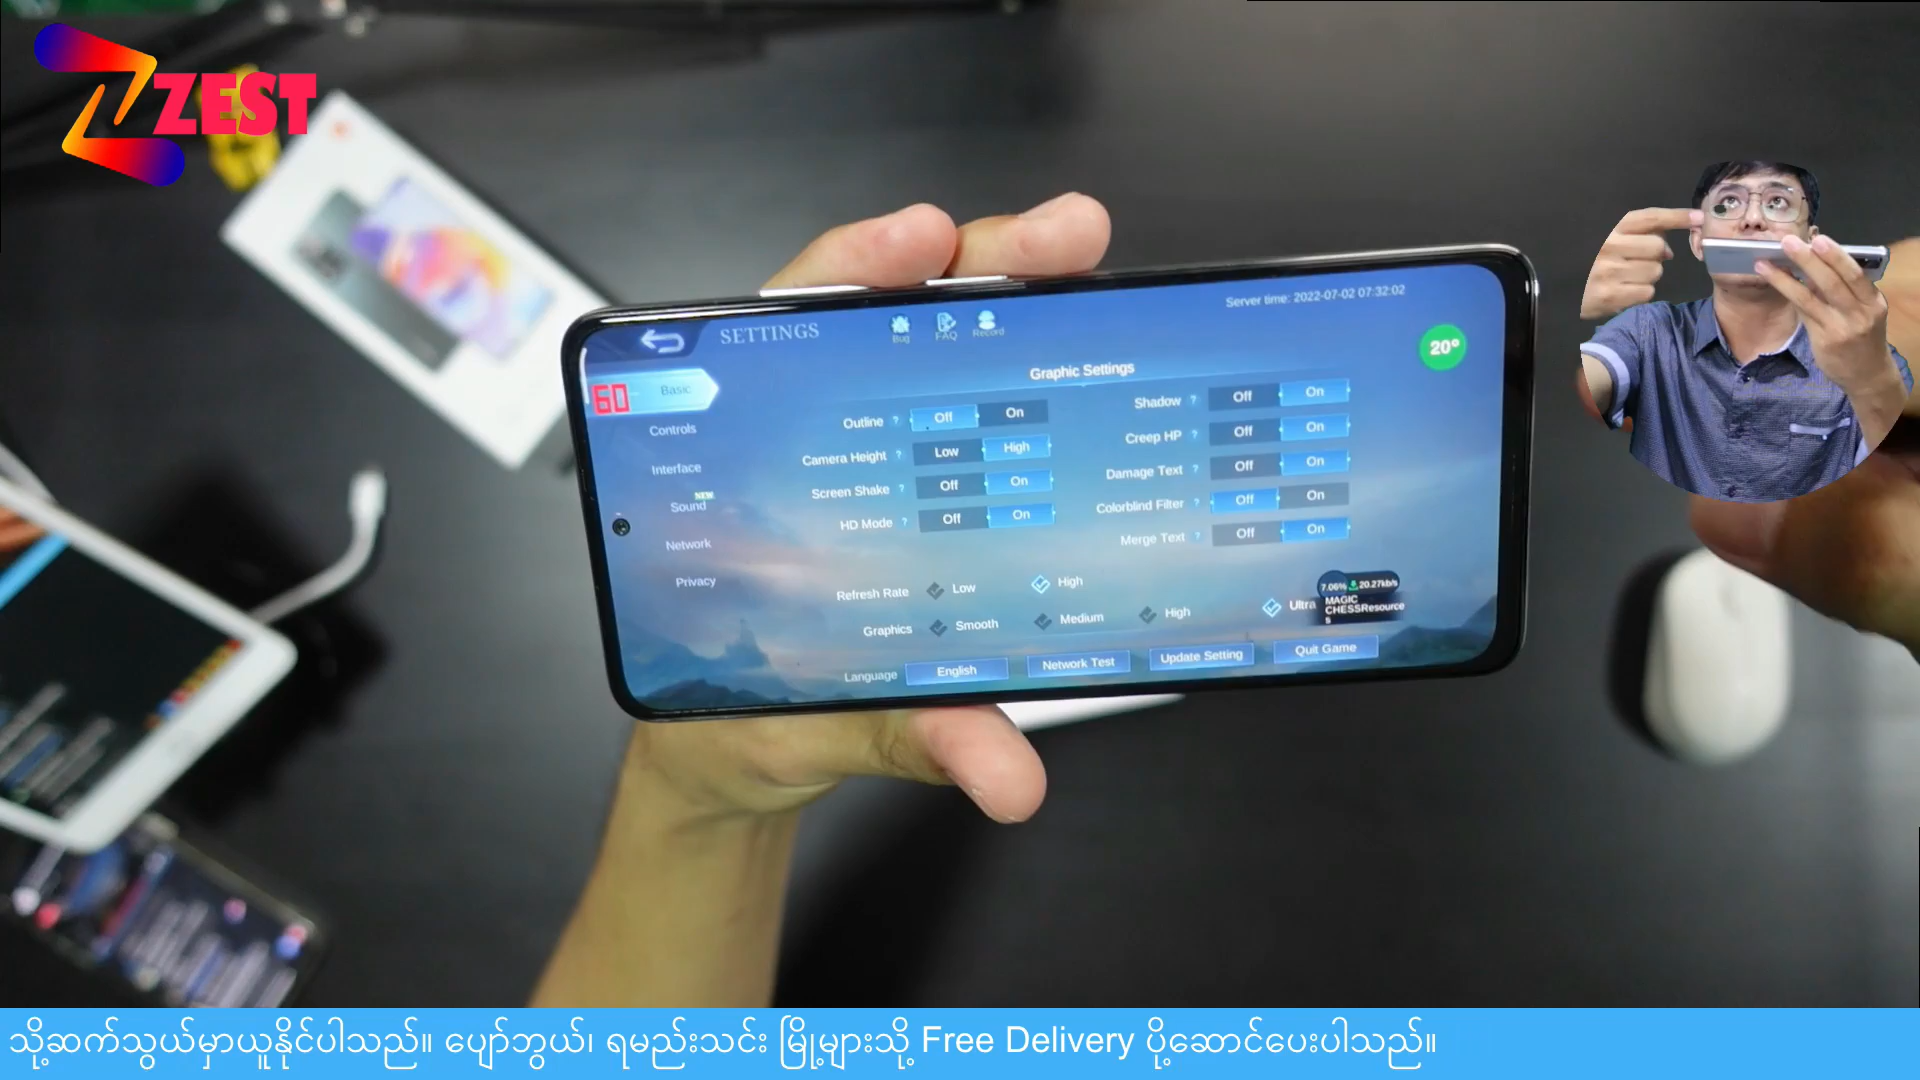 ZEST
Server time: 2022-07-02 07:32:02
SETTINGS
Bug
FAQ
Record
20°
60
Basic
Graphic Settings
Controls
Interface
NEW
Sound
Network
Privacy
Outline ? Off On
Camera Height ? Low High
Screen Shake ? Off On
HD Mode ? Off On
Shadow ? Off On
Creep HP ? Off On
Damage Text ? Off On
Colorblind Filter ? Off On
Merge Text ? Off On
Refresh Rate Low High
Graphics Smooth Medium High Ultra
7.06% 20.27kb/s
MAGIC
CHESSResource
s
Language English Network Test Update Setting Quit Game
သို့ဆက်သွယ်မှာယူနိုင်ပါသည်။ ပျော်ဘွယ်၊ ရမည်းသင်း မြို့များသို့ Free Delivery ပို့ဆောင်ပေးပါသည်။